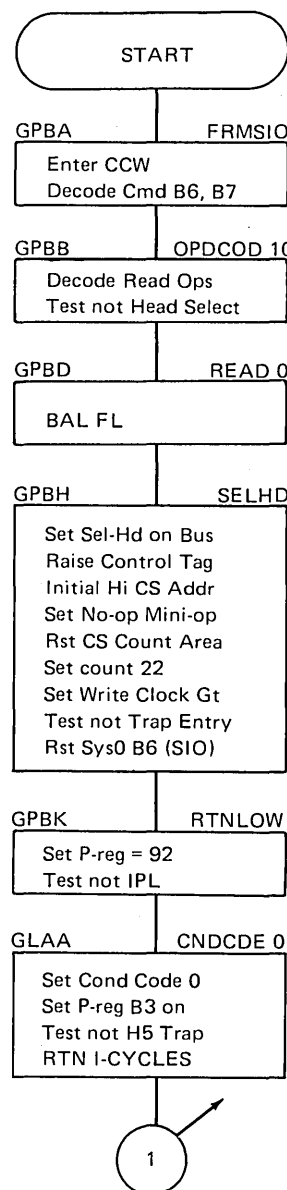 START
GPBA FRMSIO
Enter CCW
Decode Cmd B6, B7
GPBB OPDCOD 10
Decode Read Ops
Test not Head Select
GPBD READ 0
BAL FL
GPBH SELHD
Set Sel-Hd on Bus
Raise Control Tag
Initial Hi CS Addr
Set No-op Mini-op
Rst CS Count Area
Set count 22
Set Write Clock Gt
Test not Trap Entry
Rst Sys0 B6 (SIO)
GPBK RTNLOW
Set P-reg = 92
Test not IPL
GLAA CNDCDE 0
Set Cond Code 0
Set P-reg B3 on
Test not H5 Trap
RTN I-CYCLES
1